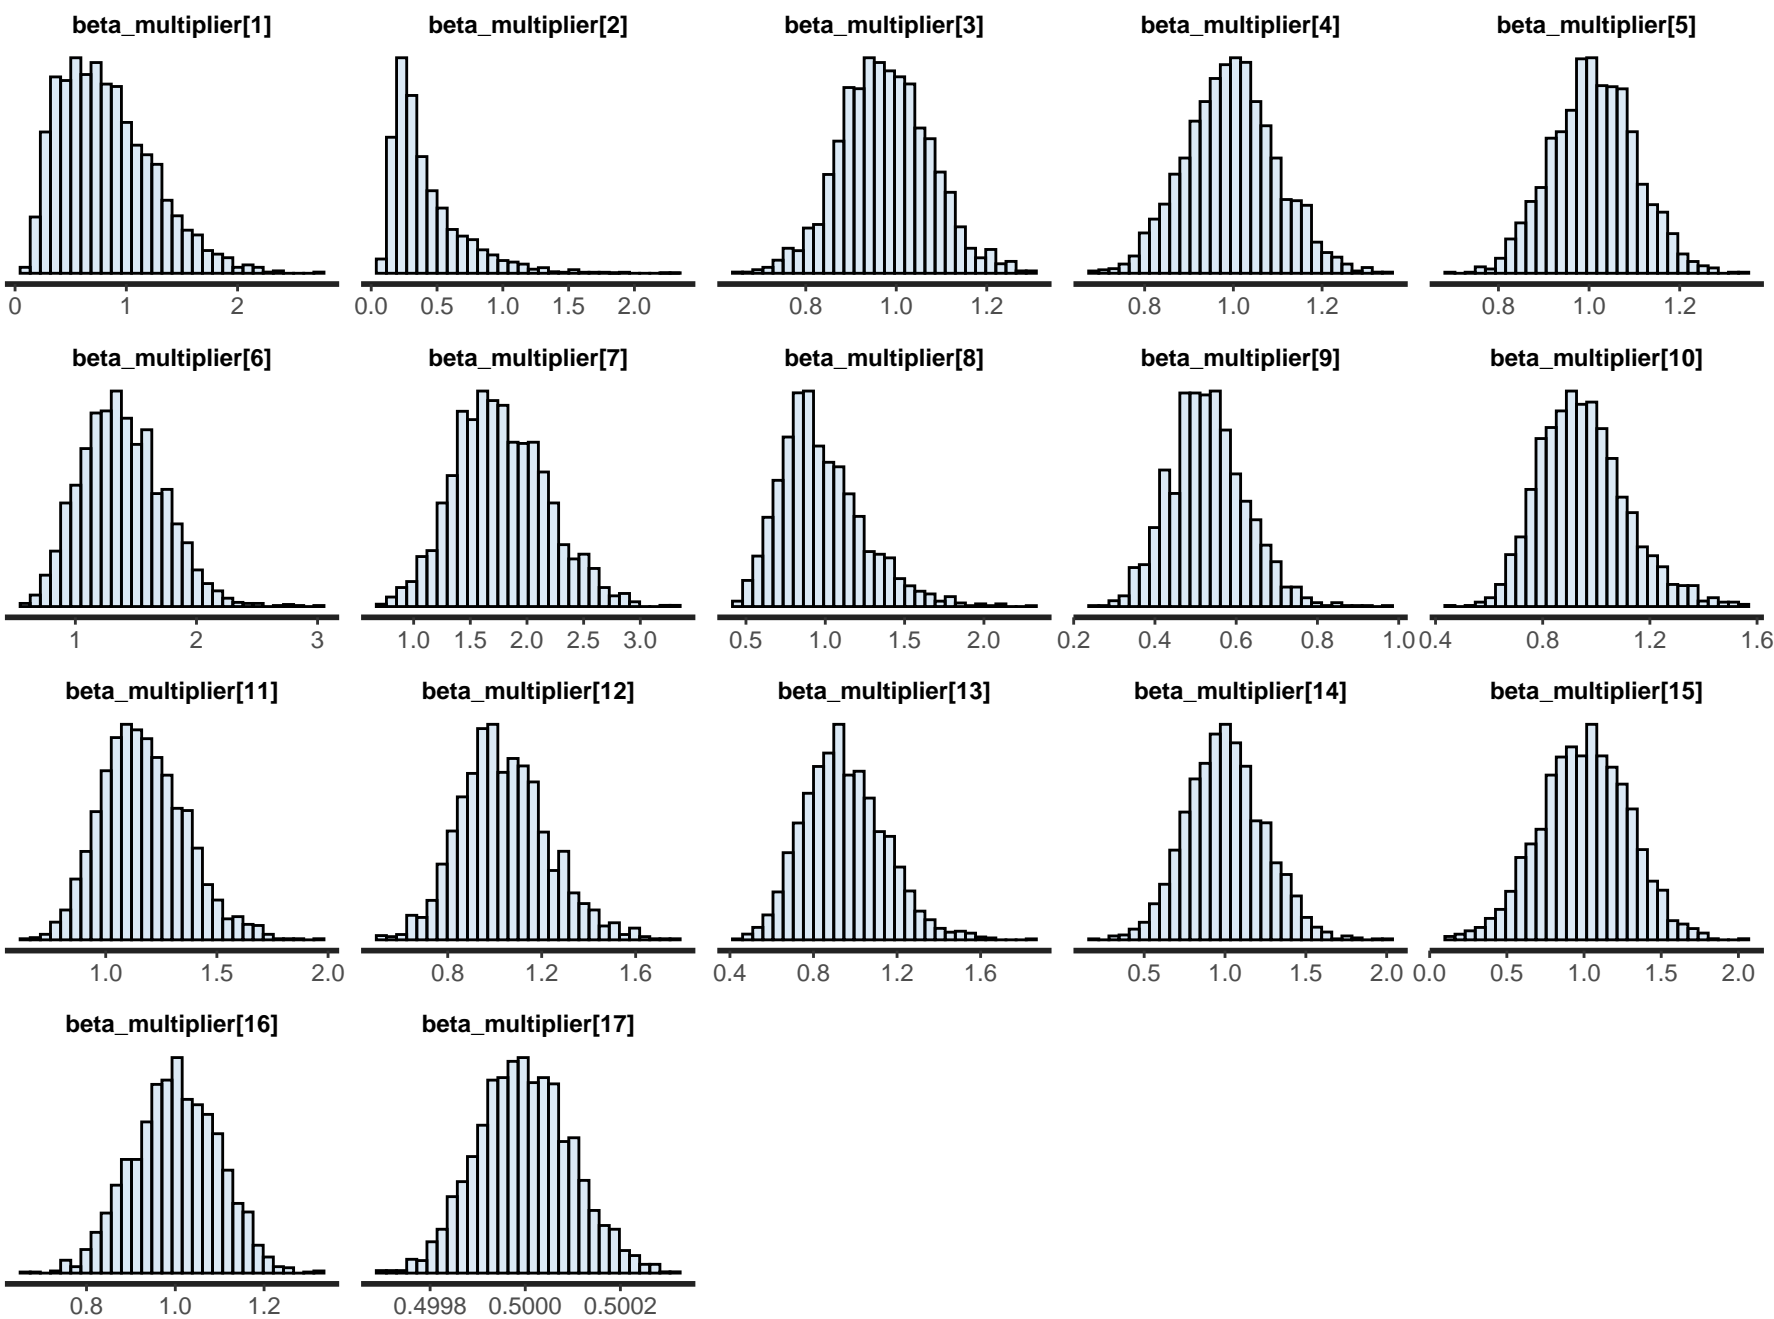 beta_multiplier[1] beta_multiplier[2] beta_multiplier[3] beta_multiplier[4] beta_multiplier[5]
0 1 2 0.0 0.5 1.0 1.5 2.0 0.8 1.0 1.2 0.8 1.0 1.2 0.8 1.0 1.2
beta_multiplier[6] beta_multiplier[7] beta_multiplier[8] beta_multiplier[9] beta_multiplier[10]
1 2 3 1.0 1.5 2.0 2.5 3.0 0.5 1.0 1.5 2.0 0.2 0.4 0.6 0.8 1.0 0.4 0.8 1.2 1.6
beta_multiplier[11] beta_multiplier[12] beta_multiplier[13] beta_multiplier[14] beta_multiplier[15]
1.0 1.5 2.0 0.8 1.2 1.6 0.4 0.8 1.2 1.6 0.5 1.0 1.5 2.0 0.0 0.5 1.0 1.5 2.0
beta_multiplier[16] beta_multiplier[17]
0.8 1.0 1.2 0.4998 0.5000 0.5002